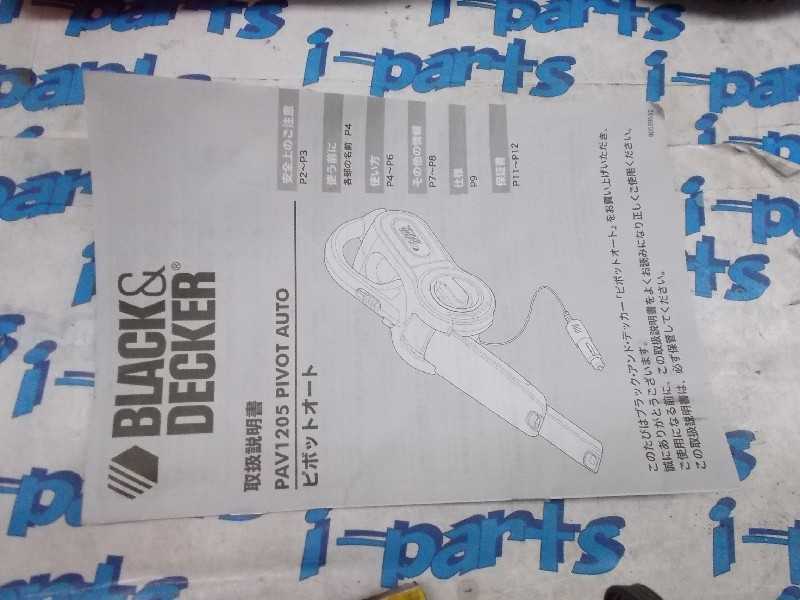 i-parts
i-parts
i-parts
BLACK&
DECKER®
取扱説明書
PAV1205 PIVOT AUTO
ピボットオート
安全上のご注意
P2〜P3
使う前に
各部の名前 P4
使い方
P4〜P6
その他の情報
P7〜P8
仕様
P9
保証書
P11〜P12
このたびはブラック・アンド・デッカー「ピボットオート」をお買い上げいただき、
誠にありがとうございます。
ご使用になる前に、この取扱説明書をよくお読みになり正しくご使用ください。
この取扱説明書は、必ず保管してください。
i-parts
i-parts